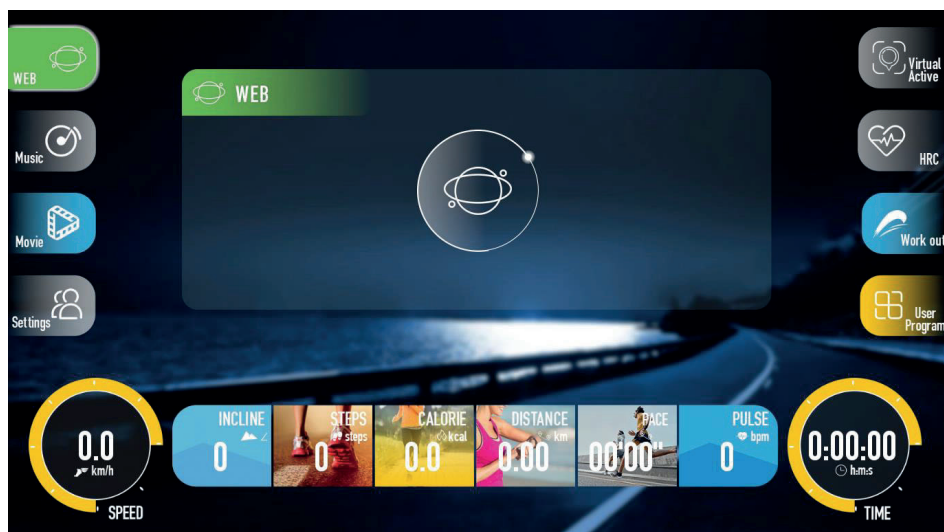 WEB
Music
Movie
Settings
WEB
Virtual
Active
HRC
Work out
User
Program
0.0
km/h
SPEED
INCLINE
0
STEPS
steps
0
CALORIE
kcal
0.0
DISTANCE
km
0.00
PACE
00'00"
PULSE
bpm
0
0:00:00
h:m:s
TIME